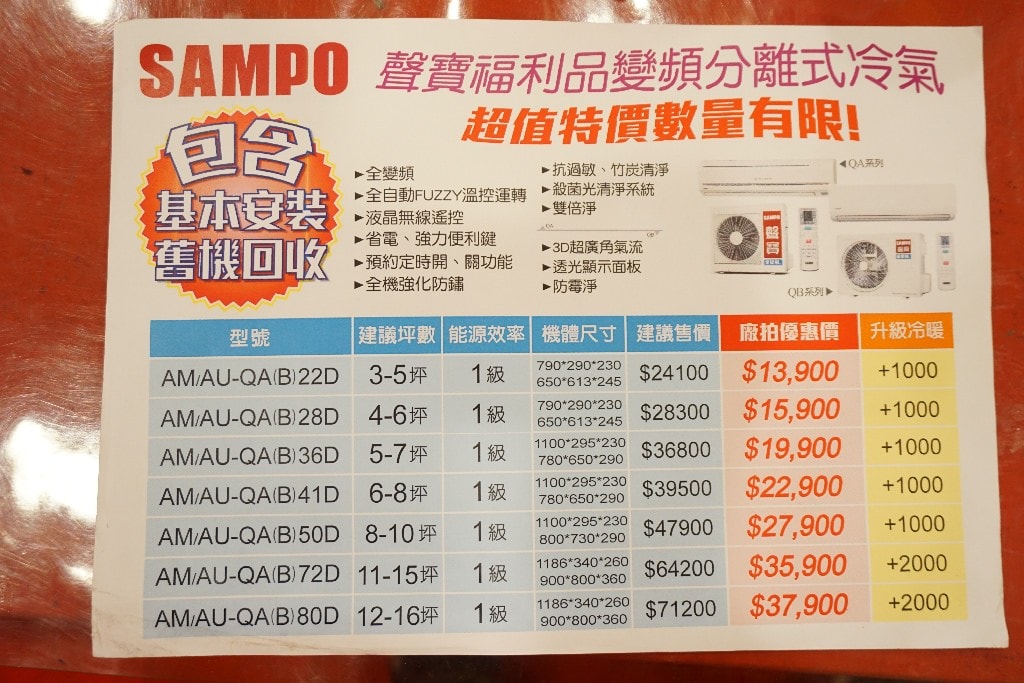 SAMPO
聲寶福利品變頻分離式冷氣
超值特價數量有限!
包含
基本安裝
舊機回收
▸全變頻
▸全自動FUZZY溫控運轉
▸液晶無線遙控
▸省電、強力便利鍵
▸預約定時開、關功能
▸全機強化防鏽
▸抗過敏、竹炭清淨
▸殺菌光清淨系統
▸雙倍淨
▲QA
QB▼
▸3D超廣角氣流
▸透光顯示面板
▸防霉淨
◀QA系列
SAMPO
聲寶
QB系列▶
型號 建議坪數 能源效率 機體尺寸 建議售價 廠拍優惠價 升級冷暖
AM/AU-QA(B)22D 3-5坪 1級 790*290*230 650*613*245 $24100 $13,900 +1000
AM/AU-QA(B)28D 4-6坪 1級 790*290*230 650*613*245 $28300 $15,900 +1000
AM/AU-QA(B)36D 5-7坪 1級 1100*295*230 780*650*290 $36800 $19,900 +1000
AM/AU-QA(B)41D 6-8坪 1級 1100*295*230 780*650*290 $39500 $22,900 +1000
AM/AU-QA(B)50D 8-10坪 1級 1100*295*230 800*730*290 $47900 $27,900 +1000
AM/AU-QA(B)72D 11-15坪 1級 1186*340*260 900*800*360 $64200 $35,900 +2000
AM/AU-QA(B)80D 12-16坪 1級 1186*340*260 900*800*360 $71200 $37,900 +2000